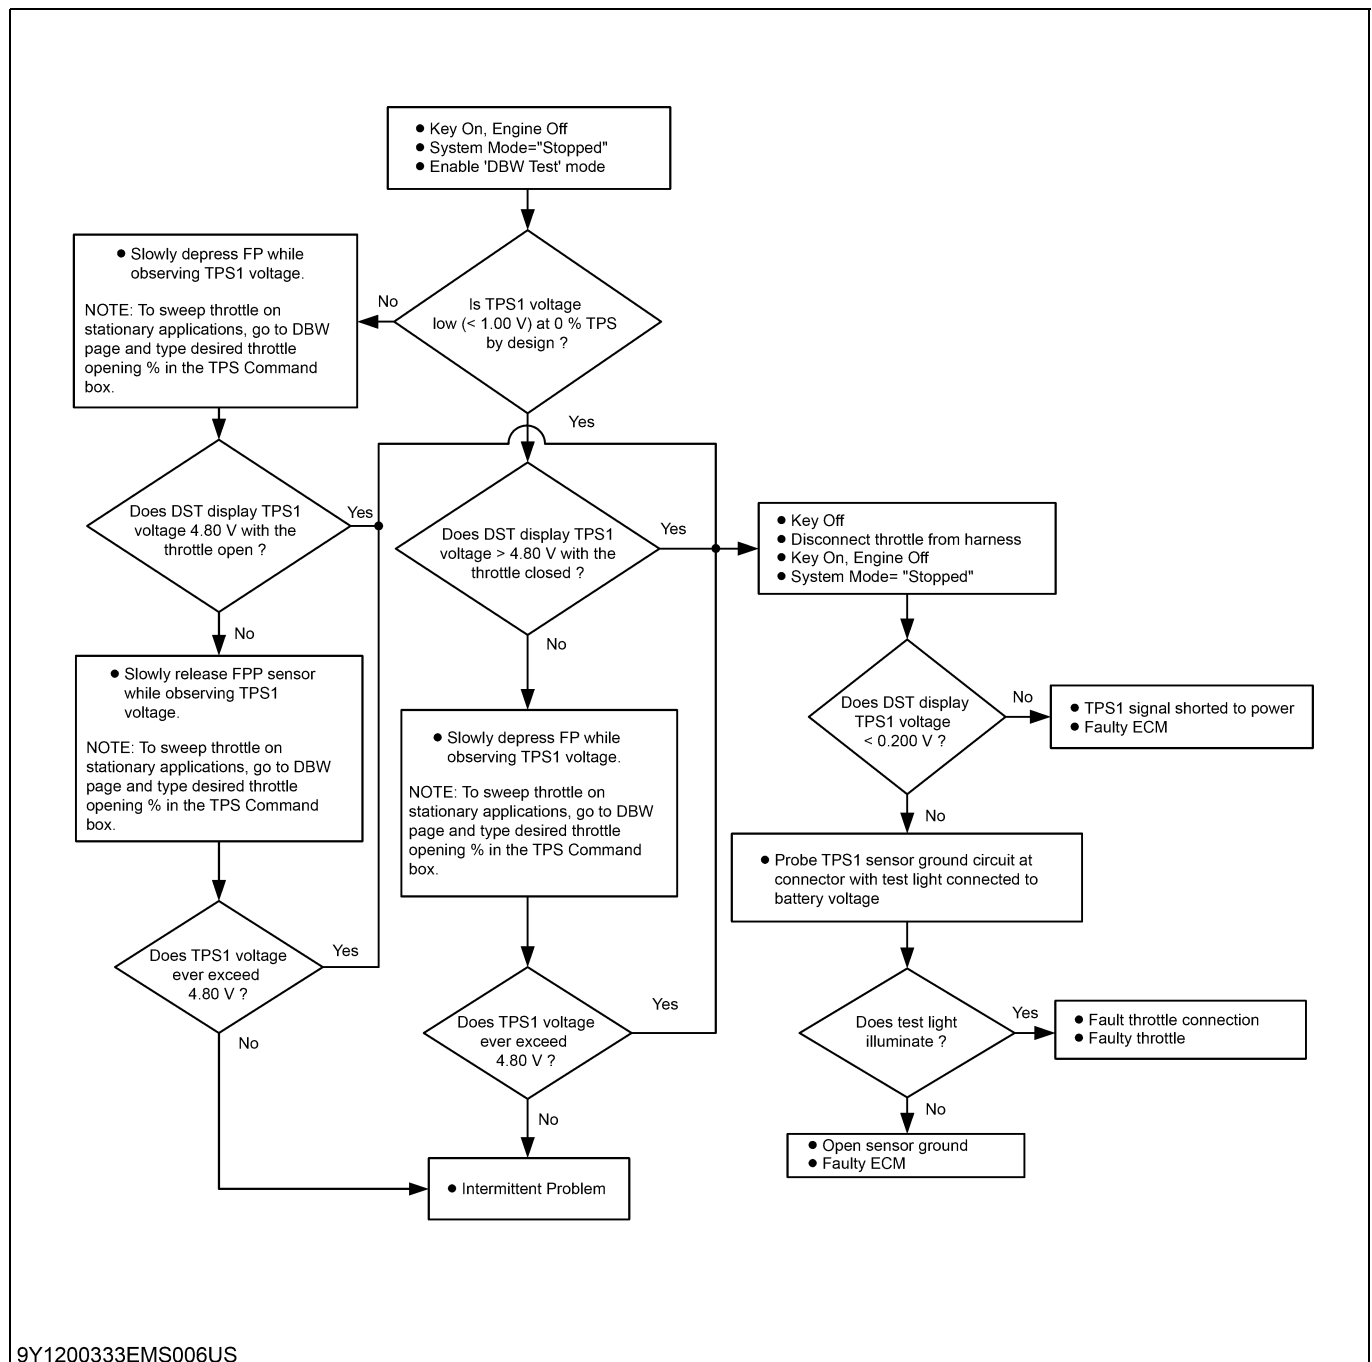 ● Key On, Engine Off
● System Mode="Stopped"
● Enable 'DBW Test' mode
Is TPS1 voltage
low (< 1.00 V) at 0 % TPS
by design ?
No
Yes
● Slowly depress FP while
observing TPS1 voltage.
NOTE: To sweep throttle on
stationary applications, go to DBW
page and type desired throttle
opening % in the TPS Command
box.
Does DST display TPS1
voltage 4.80 V with the
throttle open ?
Yes
No
● Slowly release FPP sensor
while observing TPS1
voltage.
NOTE: To sweep throttle on
stationary applications, go to DBW
page and type desired throttle
opening % in the TPS Command
box.
Does TPS1 voltage
ever exceed
4.80 V ?
Yes
No
Does DST display TPS1
voltage > 4.80 V with the
throttle closed ?
Yes
No
● Slowly depress FP while
observing TPS1 voltage.
NOTE: To sweep throttle on
stationary applications, go to DBW
page and type desired throttle
opening % in the TPS Command
box.
Does TPS1 voltage
ever exceed
4.80 V ?
Yes
No
● Intermittent Problem
● Key Off
● Disconnect throttle from harness
● Key On, Engine Off
● System Mode= "Stopped"
Does DST display
TPS1 voltage
< 0.200 V ?
No
● TPS1 signal shorted to power
● Faulty ECM
No
● Probe TPS1 sensor ground circuit at
connector with test light connected to
battery voltage
Does test light
illuminate ?
Yes
● Fault throttle connection
● Faulty throttle
No
● Open sensor ground
● Faulty ECM
9Y1200333EMS006US